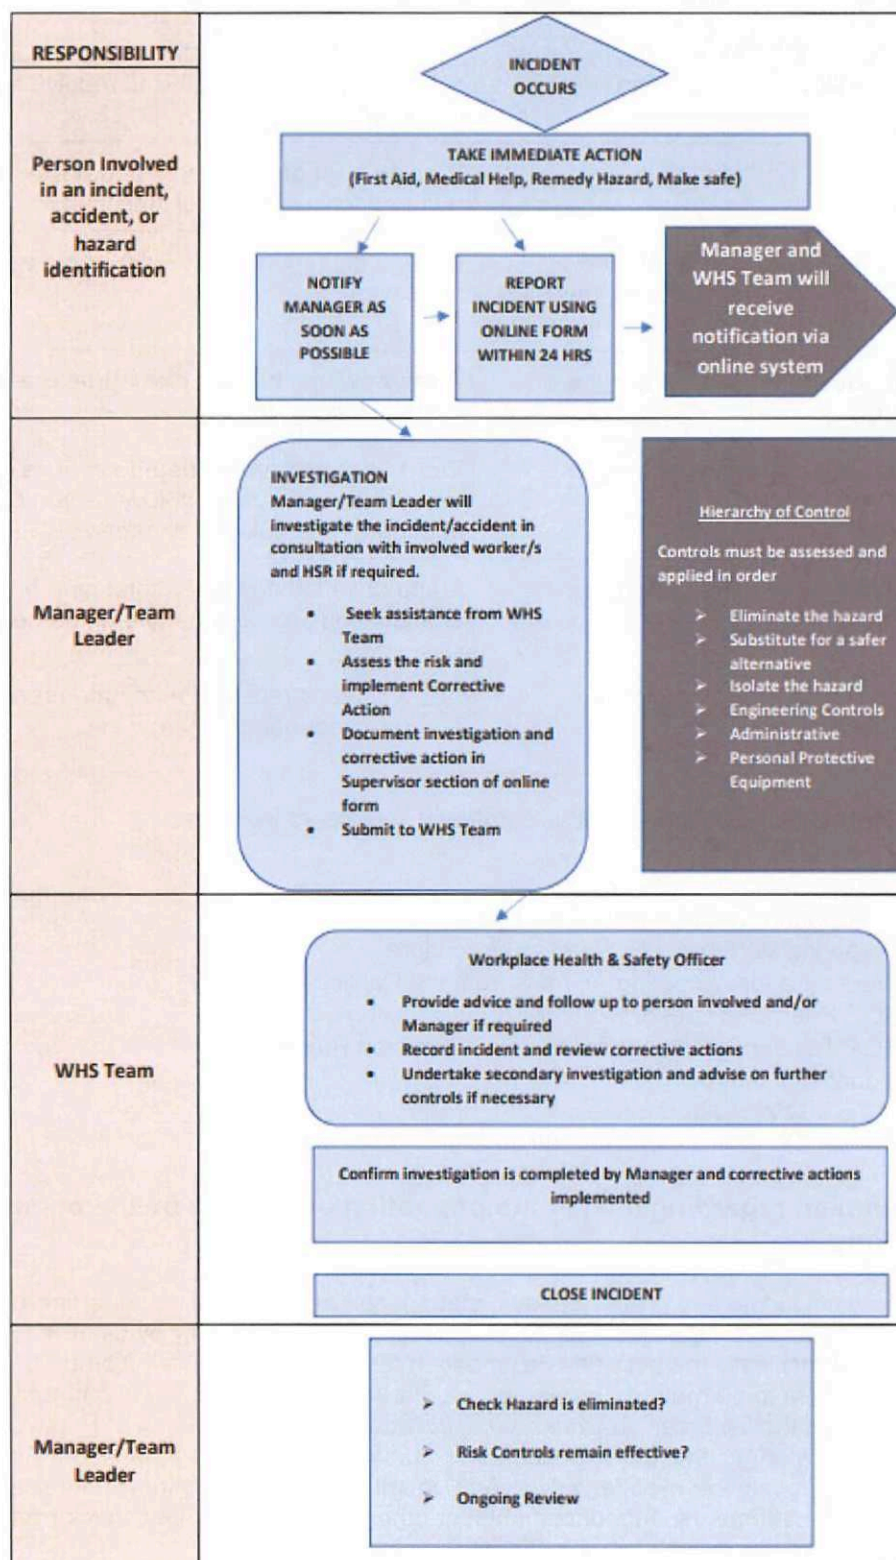 RESPONSIBILITY
INCIDENT
OCCURS
Person Involved
in an incident,
accident, or
hazard
identification
TAKE IMMEDIATE ACTION
(First Aid, Medical Help, Remedy Hazard, Make safe)
NOTIFY
MANAGER AS
SOON AS
POSSIBLE
REPORT
INCIDENT USING
ONLINE FORM
WITHIN 24 HRS
Manager and
WHS Team will
receive
notification via
online system
Manager/Team
Leader
INVESTIGATION
Manager/Team Leader will
investigate the incident/accident in
consultation with involved worker/s
and HSR if required.
• Seek assistance from WHS
Team
• Assess the risk and
implement Corrective
Action
• Document investigation and
corrective action in
Supervisor section of online
form
• Submit to WHS Team
Hierarchy of Control
Controls must be assessed and
applied in order
➢ Eliminate the hazard
➢ Substitute for a safer
alternative
➢ Isolate the hazard
➢ Engineering Controls
➢ Administrative
➢ Personal Protective
Equipment
WHS Team
Workplace Health & Safety Officer
• Provide advice and follow up to person involved and/or
Manager if required
• Record incident and review corrective actions
• Undertake secondary investigation and advise on further
controls if necessary
Confirm investigation is completed by Manager and corrective actions
implemented
CLOSE INCIDENT
Manager/Team
Leader
➢ Check Hazard is eliminated?
➢ Risk Controls remain effective?
➢ Ongoing Review